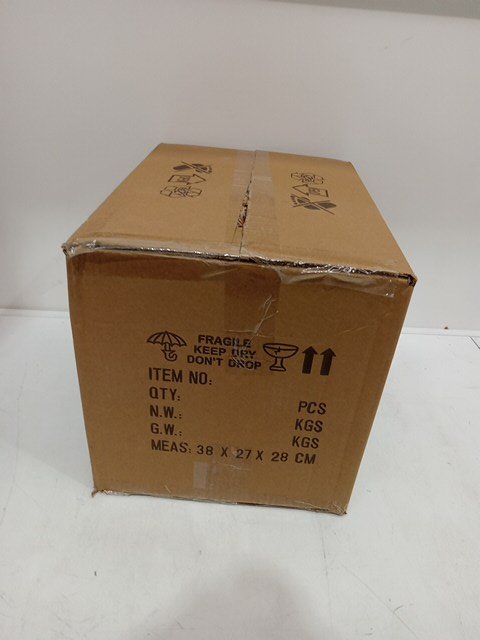 FRAGILE
KEEP DRY
DON'T DROP
ITEM NO:
QTY: PCS
N.W.: KGS
G.W.: KGS
MEAS: 38 X 27 X 28 CM